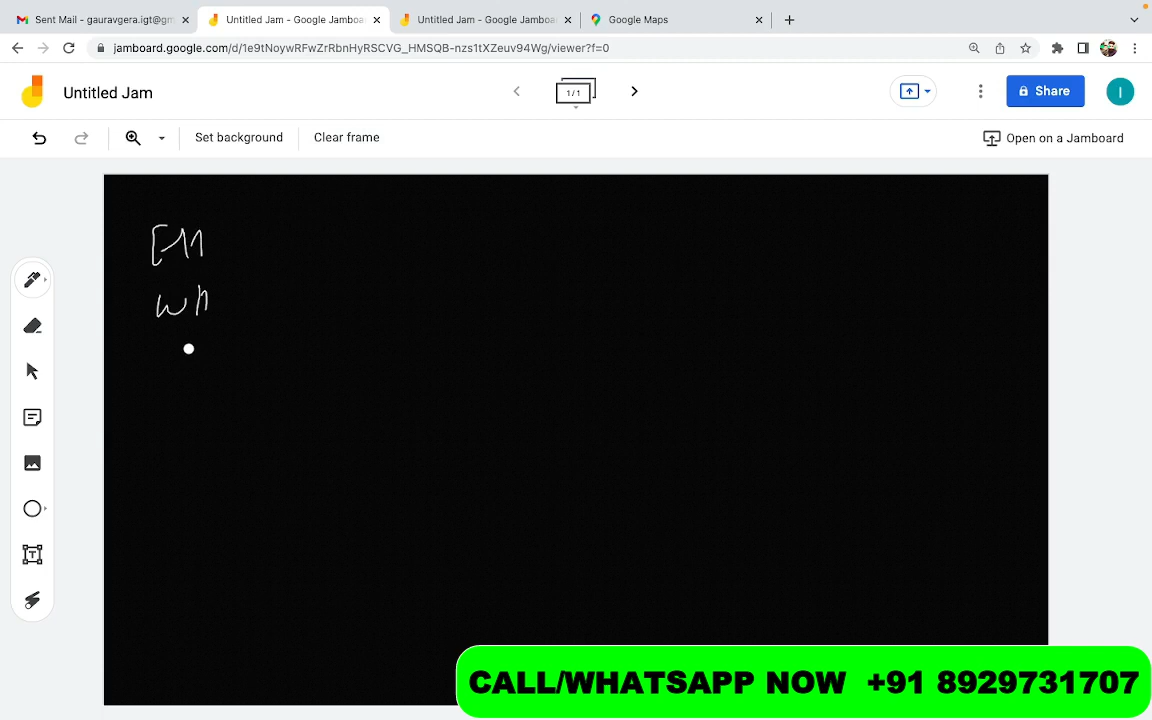 Sent Mail - gauravgera.igt@gm
Untitled Jam - Google Jamboa
Untitled Jam - Google Jamboa
Google Maps
jamboard.google.com/d/1e9tNoywRFwZrRbnHyRSCVG_HMSQB-nzs1tXZeuv94Wg/viewer?f=0
Untitled Jam
1/1
Share
I
Set background
Clear frame
Open on a Jamboard
CALL/WHATSAPP NOW +91 8929731707